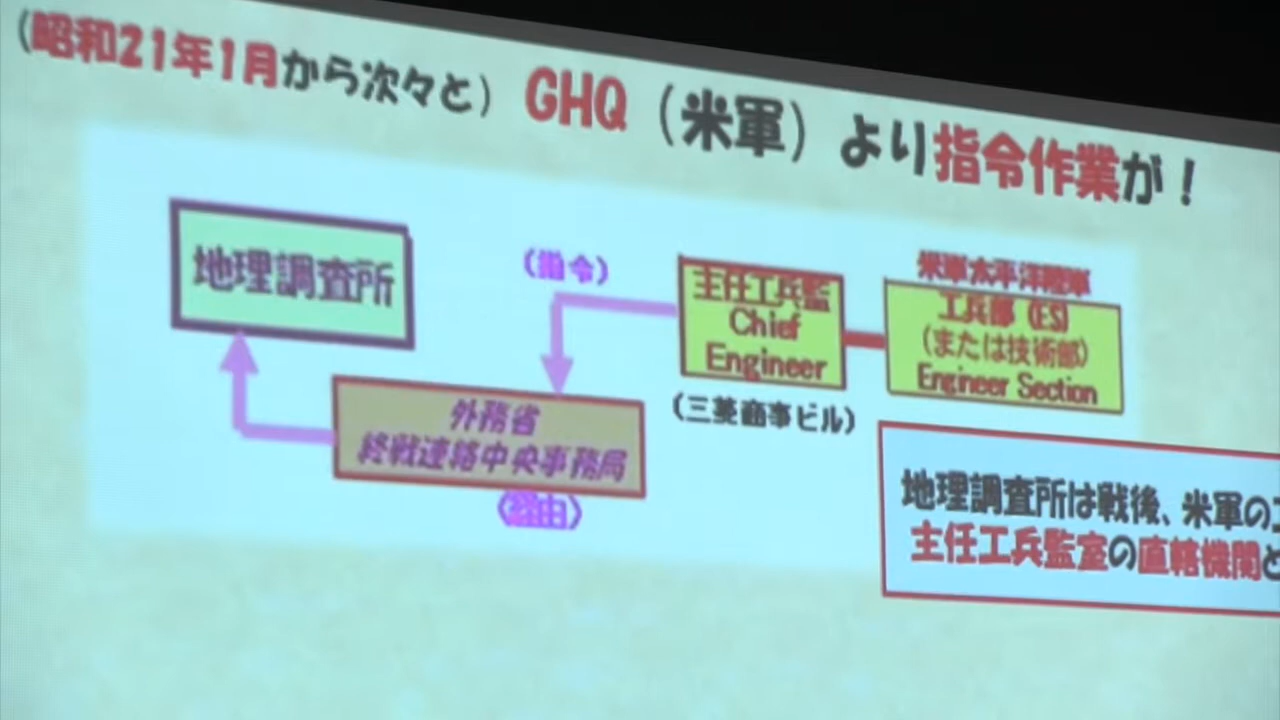 (昭和21年1月から次々と) GHQ (米軍) より指令作業が!
地理調査所
(指令)
主任工兵監
Chief
Engineer
(三菱商事ビル)
米軍太平洋陸軍
工兵部 (ES)
(または技術部)
Engineer Section
外務省
終戦連絡中央事務局
(経由)
地理調査所は戦後、米軍の
主任工兵監室の直轄機関と